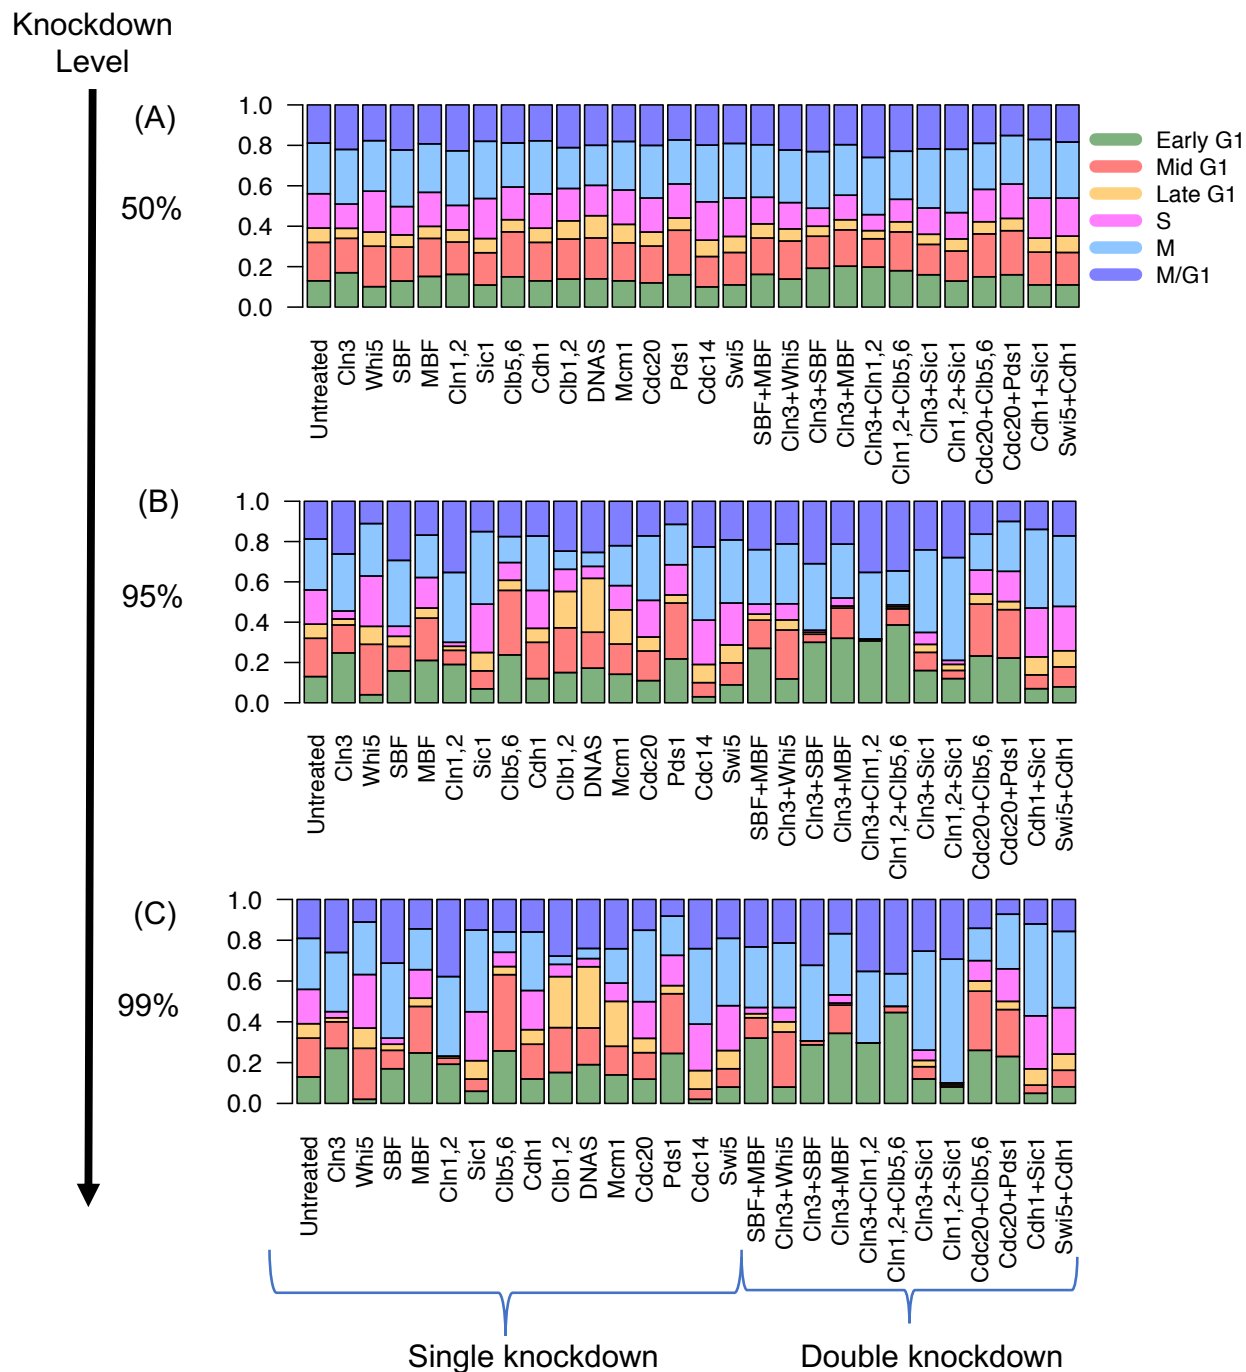 Knockdown
Level
(A)
50%
1.0
0.8
0.6
0.4
0.2
0.0
Early G1
Mid G1
Late G1
S
M
M/G1
Untreated
Cln3
Whi5
SBF
MBF
Cln1,2
Sic1
Clb5,6
Cdh1
Clb1,2
DNAS
Mcm1
Cdc20
Pds1
Cdc14
Swi5
SBF+MBF
Cln3+Whi5
Cln3+SBF
Cln3+MBF
Cln3+Cln1,2
Cln1,2+Clb5,6
Cln3+Sic1
Cln1,2+Sic1
Cdc20+Clb5,6
Cdc20+Pds1
Cdh1+Sic1
Swi5+Cdh1
(B)
95%
1.0
0.8
0.6
0.4
0.2
0.0
Untreated
Cln3
Whi5
SBF
MBF
Cln1,2
Sic1
Clb5,6
Cdh1
Clb1,2
DNAS
Mcm1
Cdc20
Pds1
Cdc14
Swi5
SBF+MBF
Cln3+Whi5
Cln3+SBF
Cln3+MBF
Cln3+Cln1,2
Cln1,2+Clb5,6
Cln3+Sic1
Cln1,2+Sic1
Cdc20+Clb5,6
Cdc20+Pds1
Cdh1+Sic1
Swi5+Cdh1
(C)
99%
1.0
0.8
0.6
0.4
0.2
0.0
Untreated
Cln3
Whi5
SBF
MBF
Cln1,2
Sic1
Clb5,6
Cdh1
Clb1,2
DNAS
Mcm1
Cdc20
Pds1
Cdc14
Swi5
SBF+MBF
Cln3+Whi5
Cln3+SBF
Cln3+MBF
Cln3+Cln1,2
Cln1,2+Clb5,6
Cln3+Sic1
Cln1,2+Sic1
Cdc20+Clb5,6
Cdc20+Pds1
Cdh1+Sic1
Swi5+Cdh1
Single knockdown
Double knockdown